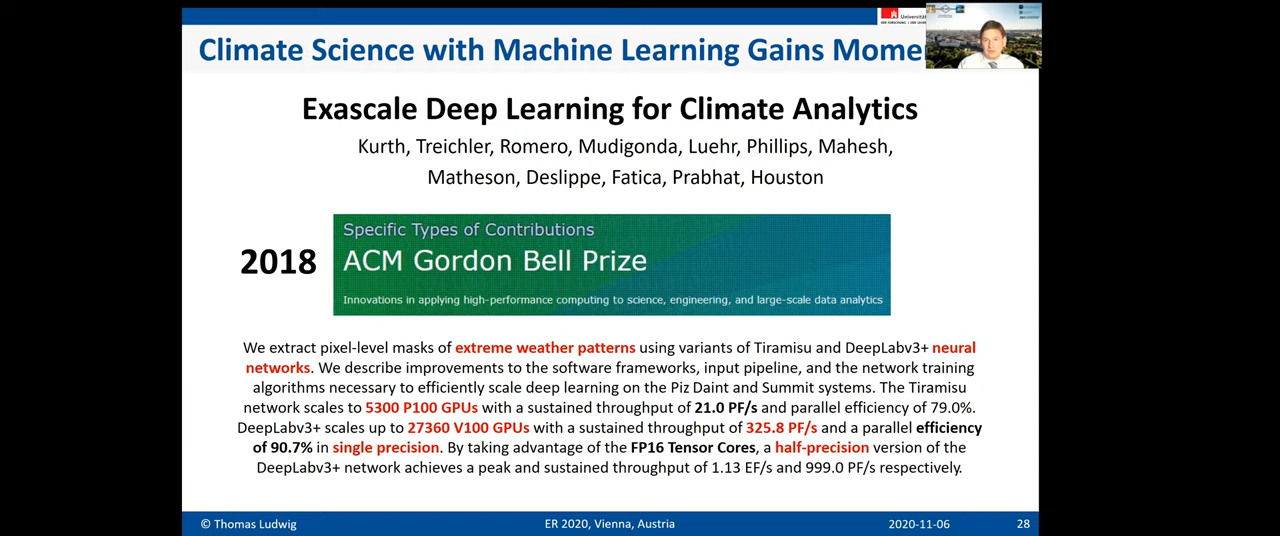 Universität
DER FORSCHUNG | DER LEHRE
Climate Science with Machine Learning Gains Mome
Exascale Deep Learning for Climate Analytics
Kurth, Treichler, Romero, Mudigonda, Luehr, Phillips, Mahesh,
Matheson, Deslippe, Fatica, Prabhat, Houston
Specific Types of Contributions
2018 ACM Gordon Bell Prize
Innovations in applying high-performance computing to science, engineering, and large-scale data analytics
We extract pixel-level masks of extreme weather patterns using variants of Tiramisu and DeepLabv3+ neural
networks. We describe improvements to the software frameworks, input pipeline, and the network training
algorithms necessary to efficiently scale deep learning on the Piz Daint and Summit systems. The Tiramisu
network scales to 5300 P100 GPUs with a sustained throughput of 21.0 PF/s and parallel efficiency of 79.0%.
DeepLabv3+ scales up to 27360 V100 GPUs with a sustained throughput of 325.8 PF/s and a parallel efficiency
of 90.7% in single precision. By taking advantage of the FP16 Tensor Cores, a half-precision version of the
DeepLabv3+ network achieves a peak and sustained throughput of 1.13 EF/s and 999.0 PF/s respectively.
© Thomas Ludwig ER 2020, Vienna, Austria 2020-11-06 28